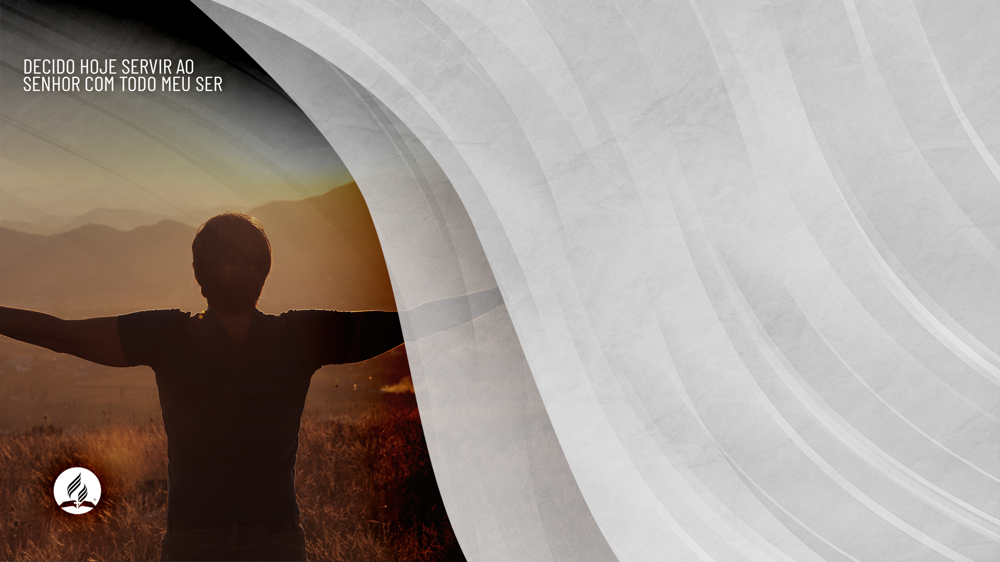 DECIDO HOJE SERVIR AO
SENHOR COM TODO MEU SER